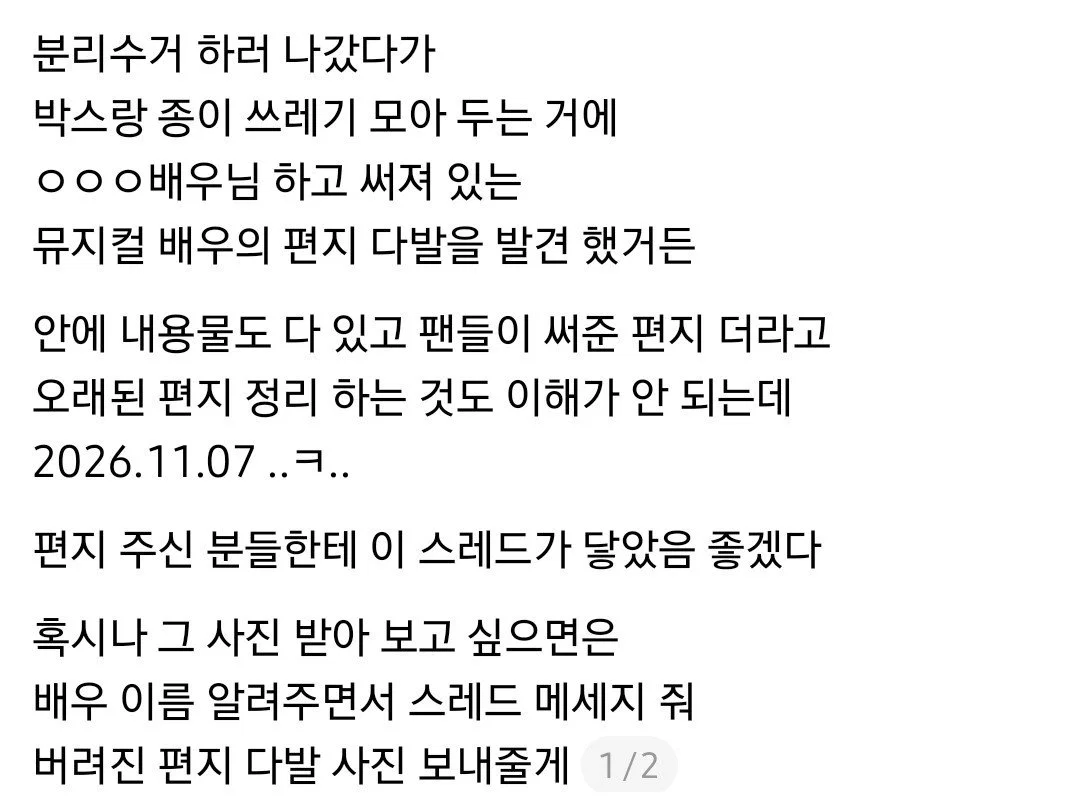 분리수거 하러 나갔다가
박스랑 종이 쓰레기 모아 두는 거에
ㅇㅇㅇ배우님 하고 써져 있는
뮤지컬 배우의 편지 다발을 발견 했거든
안에 내용물도 다 있고 팬들이 써준 편지 더라고
오래된 편지 정리 하는 것도 이해가 안 되는데
2026.11.07 ..ㅋ..
편지 주신 분들한테 이 스레드가 닿았음 좋겠다
혹시나 그 사진 받아 보고 싶으면은
배우 이름 알려주면서 스레드 메세지 줘
버려진 편지 다발 사진 보내줄게 1/2